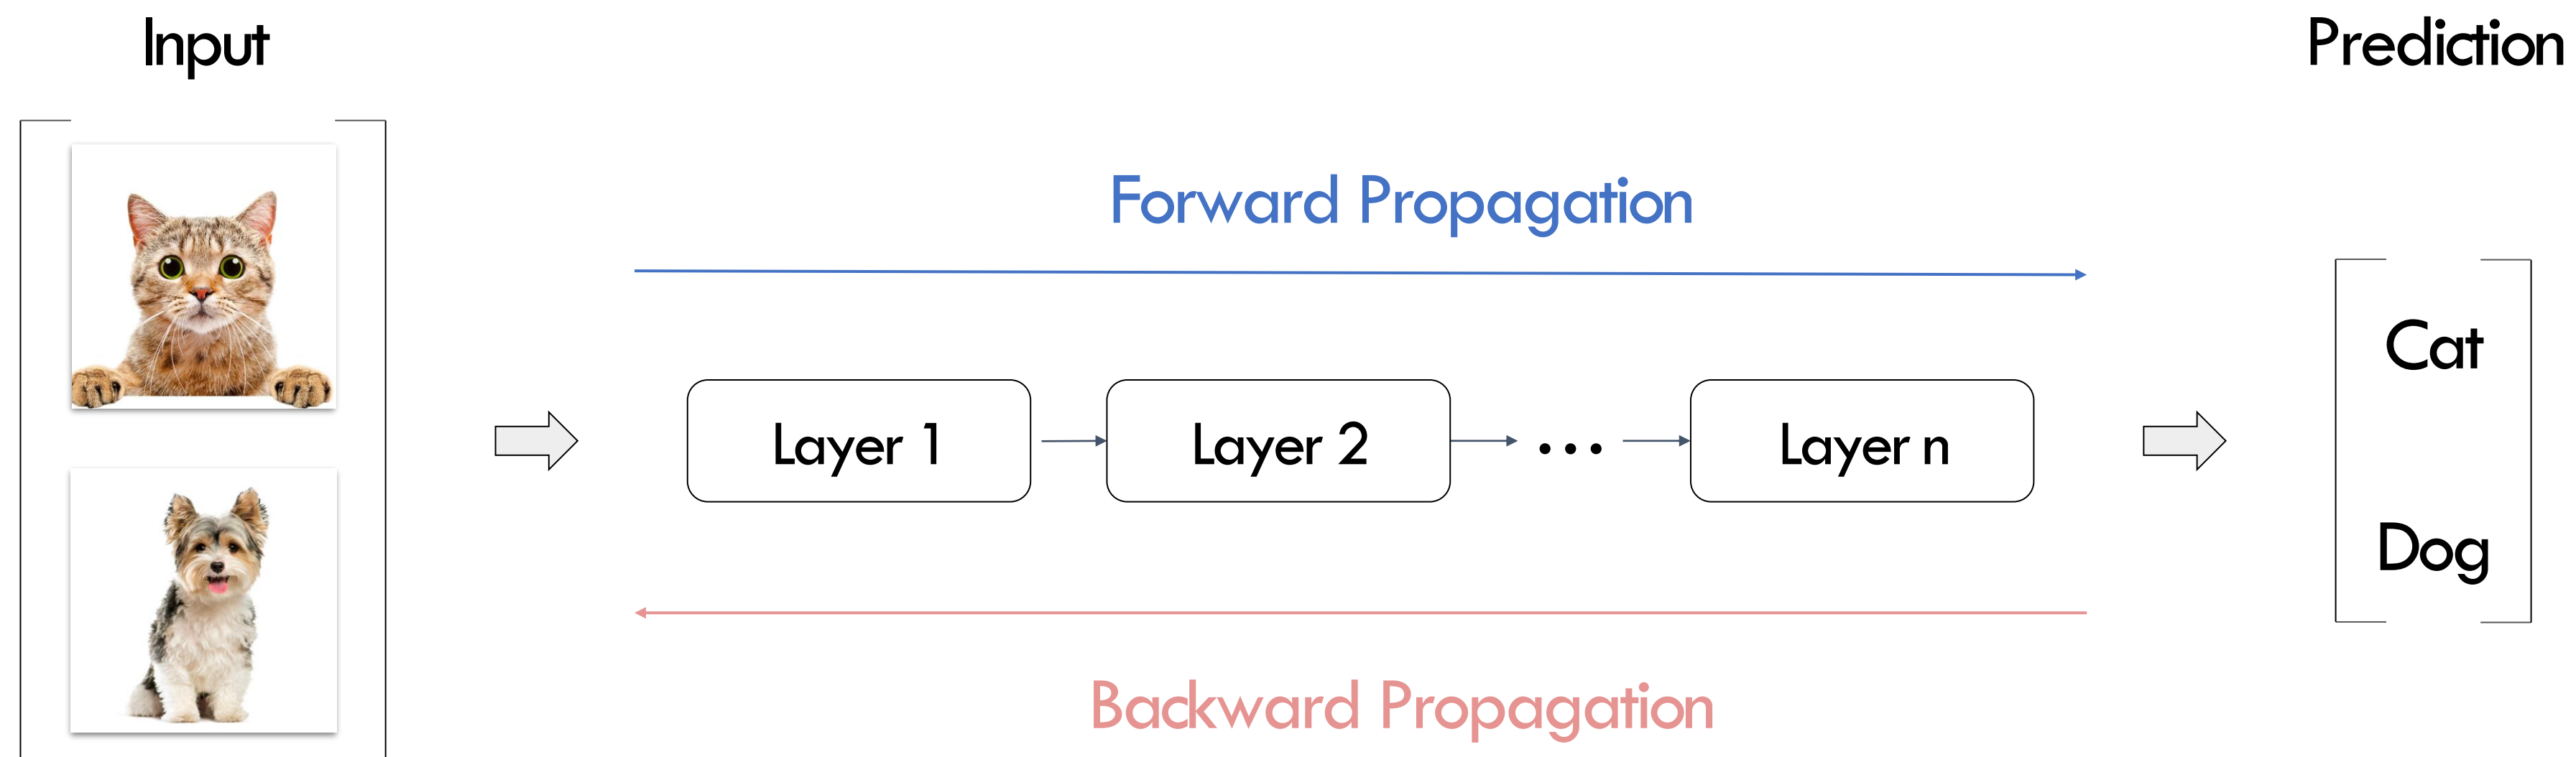 Input
Prediction
Forward Propagation
Layer 1
Layer 2
...
Layer n
Cat
Dog
Backward Propagation